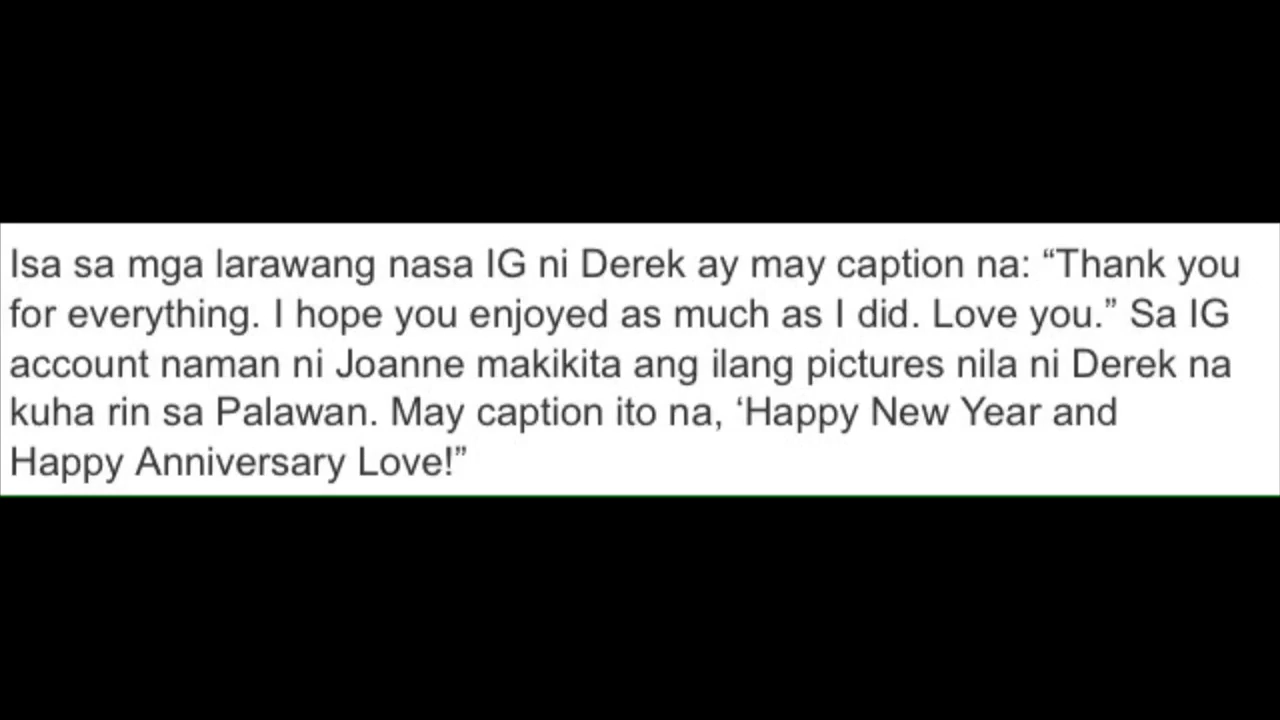 Isa sa mga larawang nasa IG ni Derek ay may caption na: “Thank you
for everything. I hope you enjoyed as much as I did. Love you.” Sa IG
account naman ni Joanne makikita ang ilang pictures nila ni Derek na
kuha rin sa Palawan. May caption ito na, ‘Happy New Year and
Happy Anniversary Love!”